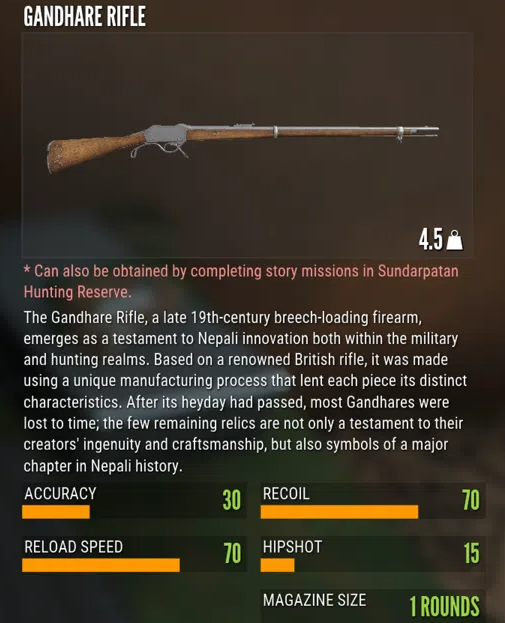 GANDHARE RIFLE
4.5
* Can also be obtained by completing story missions in Sundarpatan
Hunting Reserve.
The Gandhare Rifle, a late 19th-century breech-loading firearm,
emerges as a testament to Nepali innovation both within the military
and hunting realms. Based on a renowned British rifle, it was made
using a unique manufacturing process that lent each piece its distinct
characteristics. After its heyday had passed, most Gandhares were
lost to time; the few remaining relics are not only a testament to their
creators' ingenuity and craftsmanship, but also symbols of a major
chapter in Nepali history.
ACCURACY 30
RECOIL 70
RELOAD SPEED 70
HIPSHOT 15
MAGAZINE SIZE 1 ROUNDS